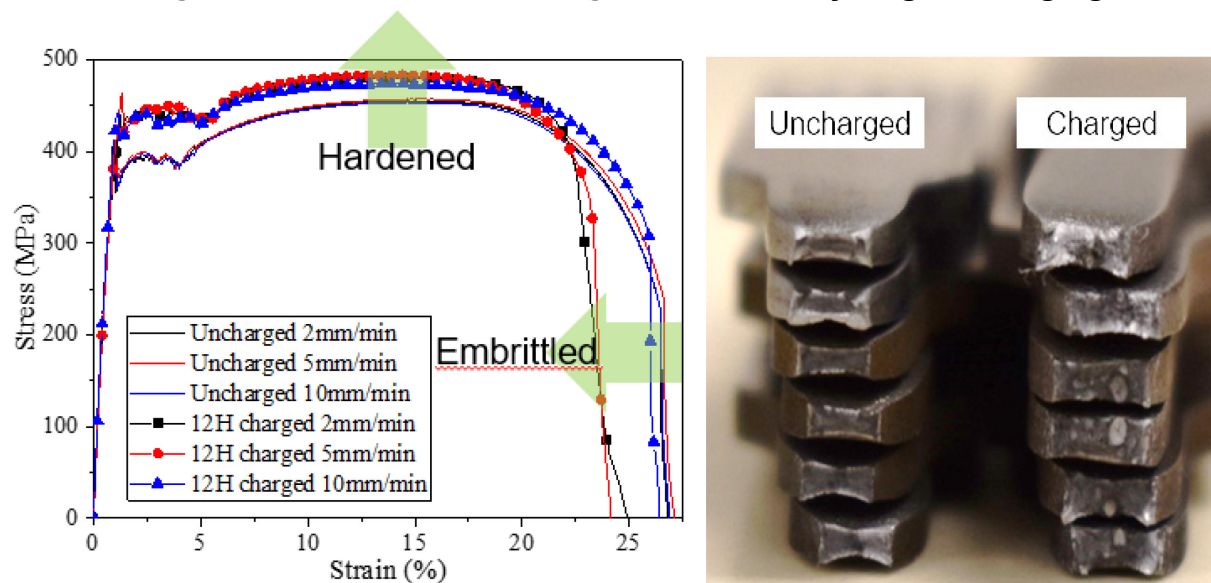 500
400
300
200
100
0
Stress (MPa)
Hardened
Embrittled
Uncharged 2mm/min
Uncharged 5mm/min
Uncharged 10mm/min
12H charged 2mm/min
12H charged 5mm/min
12H charged 10mm/min
0 5 10 15 20 25
Strain (%)
Uncharged
Charged